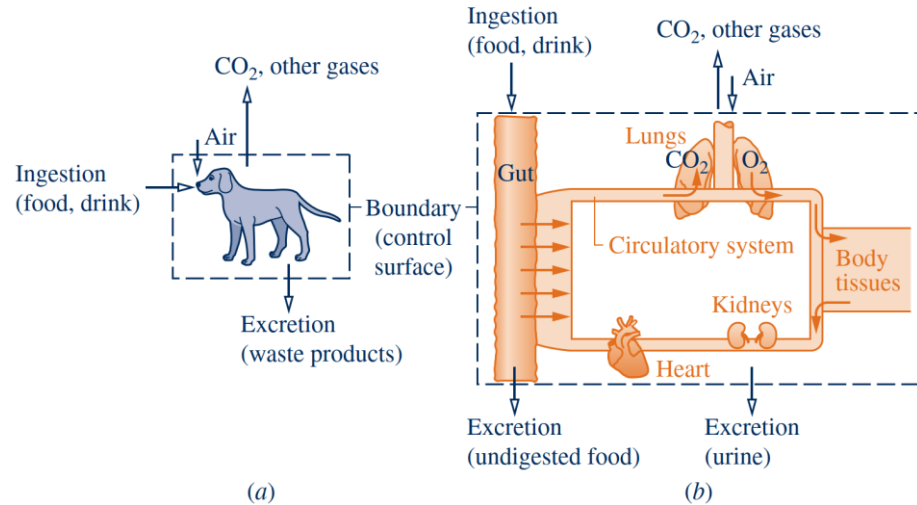 CO₂, other gases
Air
Ingestion
(food, drink)
Excretion
(waste products)
(a)
Boundary
(control
surface)
Ingestion
(food, drink)
CO₂, other gases
Air
Lungs
CO₂
O₂
Gut
Circulatory system
Body
tissues
Kidneys
Heart
Excretion
(undigested food)
Excretion
(urine)
(b)